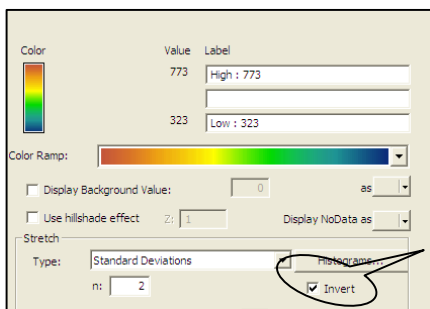 Color Value Label
773 High : 773
323 Low : 323
Color Ramp:
Display Background Value: 0 as
Use hillshade effect Z: 1 Display NoData as
Stretch
Type: Standard Deviations Histograms...
n: 2 Invert